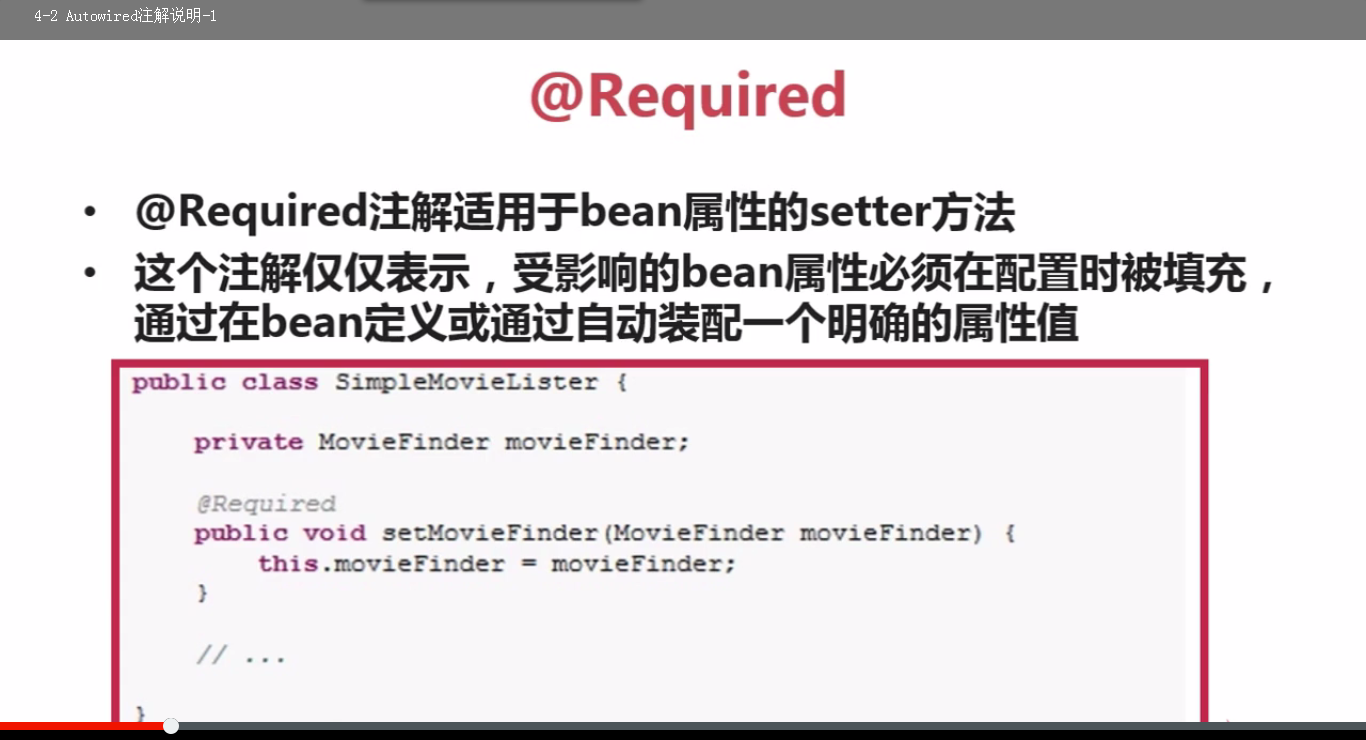 4-2 Autowired注解说明-1
@Required
• @Required注解适用于bean属性的setter方法
• 这个注解仅仅表示，受影响的bean属性必须在配置时被填充，
通过在bean定义或通过自动装配一个明确的属性值
public class SimpleMovieLister {
private MovieFinder movieFinder;
@Required
public void setMovieFinder(MovieFinder movieFinder) {
this.movieFinder = movieFinder;
}
// ...
}